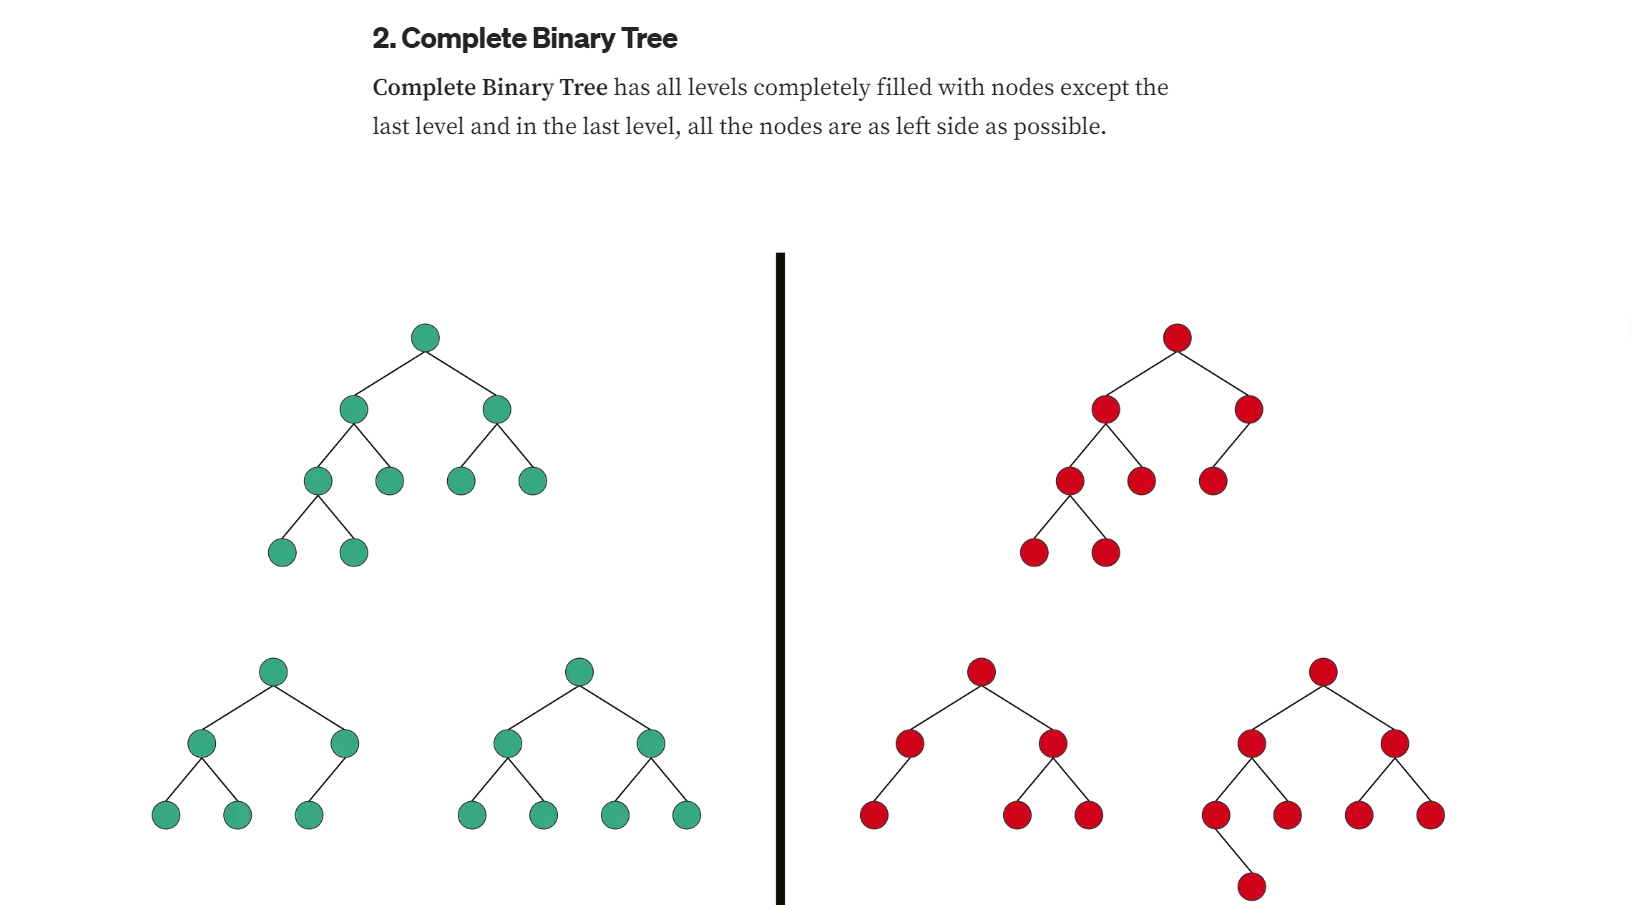 2. Complete Binary Tree
Complete Binary Tree has all levels completely filled with nodes except the
last level and in the last level, all the nodes are as left side as possible.